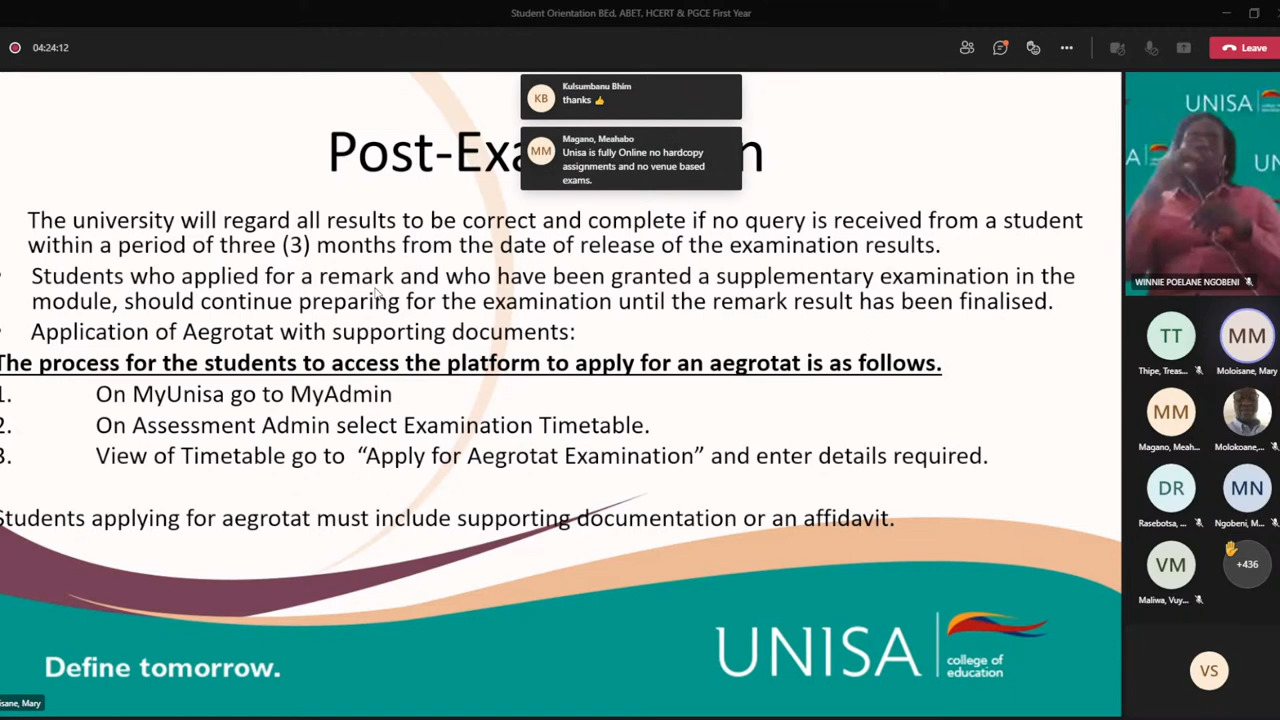 Student Orientation BEd, ABET, HCERT & PGCE First Year
04:24:12
Leave
KB
Kulsumbanu Bhim
thanks 👍
MM
Magano, Meahabo
Unisa is fully Online no hardcopy
assignments and no venue based
exams.
The university will regard all results to be correct and complete if no query is received from a student
within a period of three (3) months from the date of release of the examination results.
Students who applied for a remark and who have been granted a supplementary examination in the
module, should continue preparing for the examination until the remark result has been finalised.
Application of Aegrotat with supporting documents:
The process for the students to access the platform to apply for an aegrotat is as follows.
1. On MyUnisa go to MyAdmin
2. On Assessment Admin select Examination Timetable.
3. View of Timetable go to “Apply for Aegrotat Examination” and enter details required.
Students applying for aegrotat must include supporting documentation or an affidavit.
Define tomorrow.
UNISA
college of
education
isane, Mary
UNISA
WINNIE POELANE NGOBENI
TT
Thipe, Treas...
MM
Moloisane, Mary
MM
Magano, Meah...
Molokoane,...
DR
Rasebotsa, ...
MN
Ngobeni, M...
VM
Maliwa, Vuy...
+436
VS